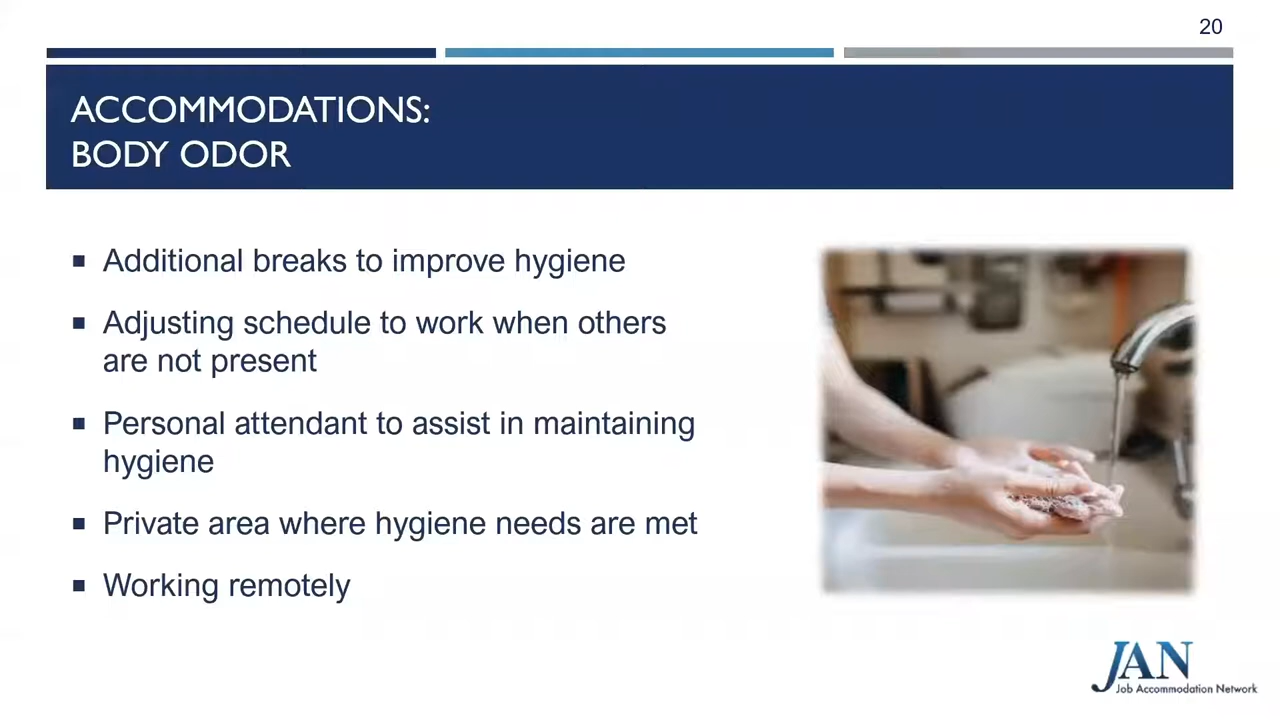 20
ACCOMMODATIONS:
BODY ODOR
Additional breaks to improve hygiene
Adjusting schedule to work when others
are not present
Personal attendant to assist in maintaining
hygiene
Private area where hygiene needs are met
Working remotely
JAN
Job Accommodation Network